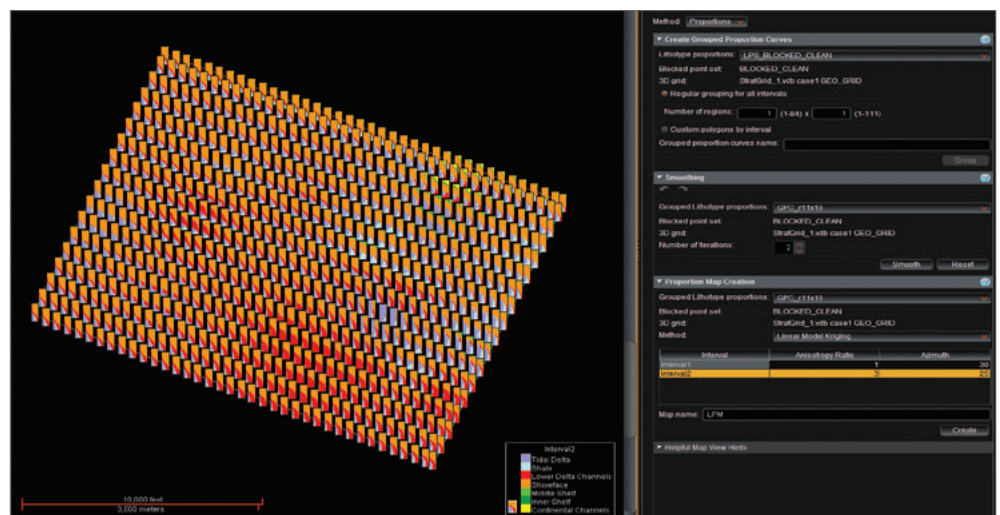 Method: Proportions
Create Grouped Proportion Curves
Lithotype proportions: LPS_BLOCKED_CLEAN
Blocked point set: BLOCKED_CLEAN
3D grid: StratGrid_1.vdb case1 GEO_GRID
Regular grouping for all intervals
Number of regions: 1 (1-84) x 1 (1-111)
Custom polygons by interval
Grouped proportion curves name:
Group
Smoothing
Grouped Lithotype proportions: GPC_r11x10
Blocked point set: BLOCKED_CLEAN
3D grid: StratGrid_1.vdb case1 GEO_GRID
Number of iterations: 2
Smooth Reset
Proportion Map Creation
Grouped Lithotype proportions: GPC_r11x10
Blocked point set: BLOCKED_CLEAN
3D grid: StratGrid_1.vdb case1 GEO_GRID
Method: Linear Model Kriging
Interval Anisotropy Ratio Azimuth
Interval1 1 30
Interval2 3 25
Map name: LPM
Create
Helpful Map View Hints
Interval2
Tidal Delta
Shale
Lower Delta Channels
Shoreface
Middle Shelf
Inner Shelf
Continental Channels
10,000 feet
3,000 meters